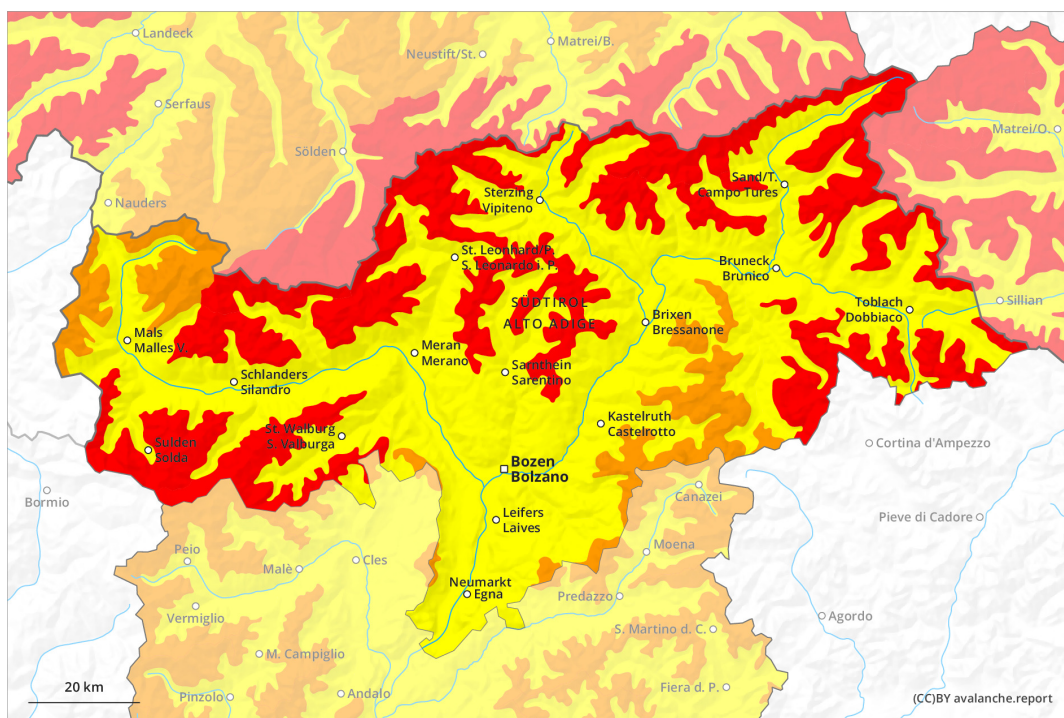 Landeck
Matrei/B.
Neustift/St.
Serfaus
Matrei/O.
Sölden
Sand/T.
Campo Tures
Sterzing
Vipiteno
Nauders
St. Leonhard/P.
S. Leonardo i. P.
Bruneck
Brunico
SÜDTIROL
ALTO ADIGE
Toblach
Dobbiaco
Sillian
Brixen
Bressanone
Mals
Malles V.
Meran
Merano
Sarnthein
Sarentino
Schlanders
Silandro
Kastelruth
Castelrotto
St. Walburg
S. Valburga
Sulden
Solda
Cortina d'Ampezzo
Bozen
Bolzano
Bormio
Canazei
Leifers
Laives
Pieve di Cadore
Peio
Moena
Cles
Malè
Neumarkt
Egna
Predazzo
Vermiglio
Agordo
S. Martino d. C.
M. Campiglio
20 km
Pinzolo
Andalo
Fiera d. P.
(CC)BY avalanche.report